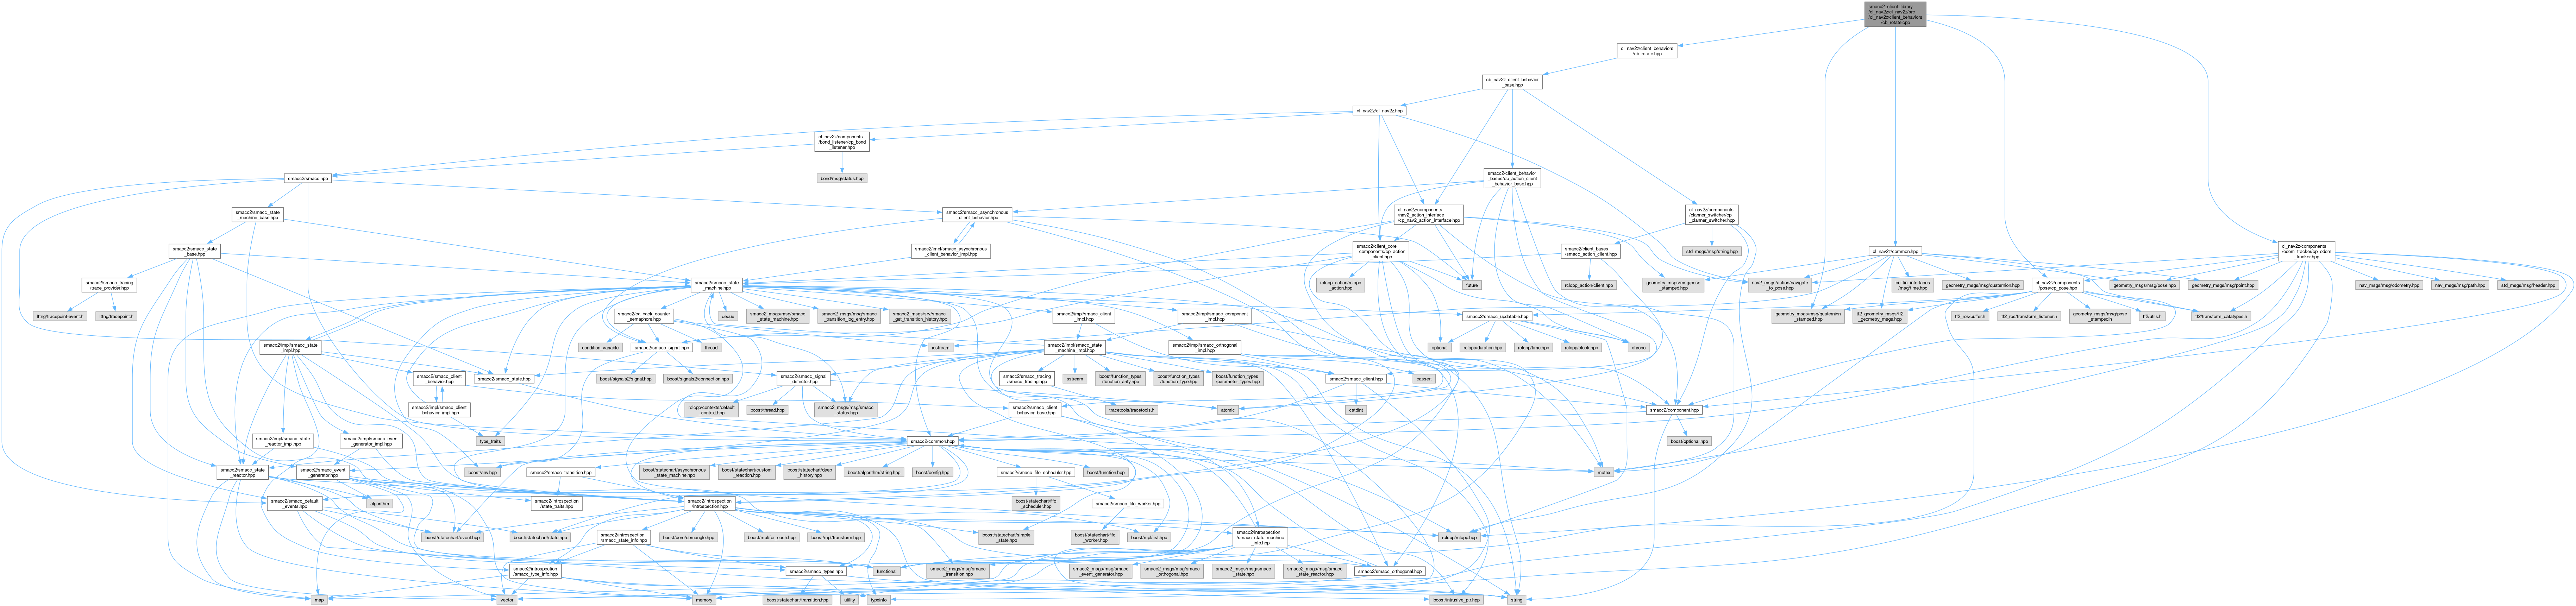 smacc2_client_library
/cl_nav2z/cl_nav2z/src
/cl_nav2z/client_behaviors
/cb_rotate.cpp
cl_nav2z/client_behaviors
/cb_rotate.hpp
cb_nav2z_client_behavior
_base.hpp
cl_nav2z/cl_nav2z.hpp
cl_nav2z/components
/bond_listener/cp_bond
_listener.hpp
smacc2/smacc.hpp
bond/msg/status.hpp
smacc2/client_behavior
_bases/cb_action_client
_behavior_base.hpp
smacc2/smacc_state
_machine_base.hpp
smacc2/smacc_asynchronous
_client_behavior.hpp
cl_nav2z/components
/nav2_action_interface
/cp_nav2_action_interface.hpp
cl_nav2z/components
/planner_switcher/cp
_planner_switcher.hpp
smacc2/smacc_state
_base.hpp
smacc2/impl/smacc_asynchronous
_client_behavior_impl.hpp
smacc2/client_core
_components/cp_action
_client.hpp
smacc2/client_bases
/smacc_action_client.hpp
std_msgs/msg/string.hpp
cl_nav2z/common.hpp
cl_nav2z/components
/odom_tracker/cp_odom
_tracker.hpp
smacc2/smacc_tracing
/trace_provider.hpp
smacc2/smacc_state
_machine.hpp
rclcpp_action/rclcpp
_action.hpp
future
rclcpp_action/client.hpp
geometry_msgs/msg/pose
_stamped.hpp
nav2_msgs/action/navigate
_to_pose.hpp
builtin_interfaces
/msg/time.hpp
geometry_msgs/msg/quaternion.hpp
cl_nav2z/components
/pose/cp_pose.hpp
geometry_msgs/msg/pose.hpp
geometry_msgs/msg/point.hpp
nav_msgs/msg/odometry.hpp
nav_msgs/msg/path.hpp
std_msgs/msg/header.hpp
lttng/tracepoint-event.h
lttng/tracepoint.h
smacc2/callback_counter
_semaphore.hpp
deque
smacc2_msgs/msg/smacc
_state_machine.hpp
smacc2_msgs/msg/smacc
_transition_log_entry.hpp
smacc2_msgs/srv/smacc
_get_transition_history.hpp
smacc2/impl/smacc_client
_impl.hpp
smacc2/impl/smacc_component
_impl.hpp
smacc2/smacc_updatable.hpp
geometry_msgs/msg/quaternion
_stamped.hpp
tf2_geometry_msgs/tf2
_geometry_msgs.hpp
tf2_ros/buffer.h
tf2_ros/transform_listener.h
geometry_msgs/msg/pose
_stamped.h
tf2/utils.h
tf2/transform_datatypes.h
smacc2/impl/smacc_state
_impl.hpp
condition_variable
smacc2/smacc_signal.hpp
thread
iostream
smacc2/impl/smacc_state
_machine_impl.hpp
smacc2/impl/smacc_orthogonal
_impl.hpp
optional
rclcpp/duration.hpp
rclcpp/time.hpp
rclcpp/clock.hpp
chrono
smacc2/smacc_client
_behavior.hpp
smacc2/smacc_state.hpp
boost/signals2/signal.hpp
boost/signals2/connection.hpp
smacc2/smacc_signal
_detector.hpp
smacc2/smacc_tracing
/smacc_tracing.hpp
sstream
boost/function_types
/function_arity.hpp
boost/function_types
/function_type.hpp
boost/function_types
/parameter_types.hpp
smacc2/smacc_client.hpp
cassert
smacc2/impl/smacc_client
_behavior_impl.hpp
rclcpp/contexts/default
_context.hpp
boost/thread.hpp
smacc2_msgs/msg/smacc
_status.hpp
smacc2/smacc_client
_behavior_base.hpp
tracetools/tracetools.h
atomic
cstdint
smacc2/component.hpp
smacc2/impl/smacc_state
_reactor_impl.hpp
smacc2/impl/smacc_event
_generator_impl.hpp
type_traits
smacc2/common.hpp
boost/optional.hpp
smacc2/smacc_state
_reactor.hpp
smacc2/smacc_event
_generator.hpp
boost/any.hpp
smacc2/smacc_transition.hpp
boost/statechart/asynchronous
_state_machine.hpp
boost/statechart/custom
_reaction.hpp
boost/statechart/deep
_history.hpp
boost/algorithm/string.hpp
boost/config.hpp
smacc2/smacc_fifo_scheduler.hpp
boost/function.hpp
mutex
smacc2/smacc_default
_events.hpp
algorithm
smacc2/introspection
/state_traits.hpp
smacc2/introspection
/introspection.hpp
boost/statechart/fifo
_scheduler.hpp
smacc2/smacc_fifo_worker.hpp
boost/statechart/event.hpp
boost/statechart/state.hpp
smacc2/introspection
/smacc_state_info.hpp
boost/core/demangle.hpp
boost/mpl/for_each.hpp
boost/mpl/transform.hpp
boost/statechart/simple
_state.hpp
boost/statechart/fifo
_worker.hpp
boost/mpl/list.hpp
smacc2/introspection
/smacc_state_machine
_info.hpp
rclcpp/rclcpp.hpp
smacc2/introspection
/smacc_type_info.hpp
smacc2/smacc_types.hpp
functional
smacc2_msgs/msg/smacc
_transition.hpp
smacc2_msgs/msg/smacc
_event_generator.hpp
smacc2_msgs/msg/smacc
_orthogonal.hpp
smacc2_msgs/msg/smacc
_state.hpp
smacc2_msgs/msg/smacc
_state_reactor.hpp
smacc2/smacc_orthogonal.hpp
map
vector
memory
boost/statechart/transition.hpp
utility
typeinfo
boost/intrusive_ptr.hpp
string